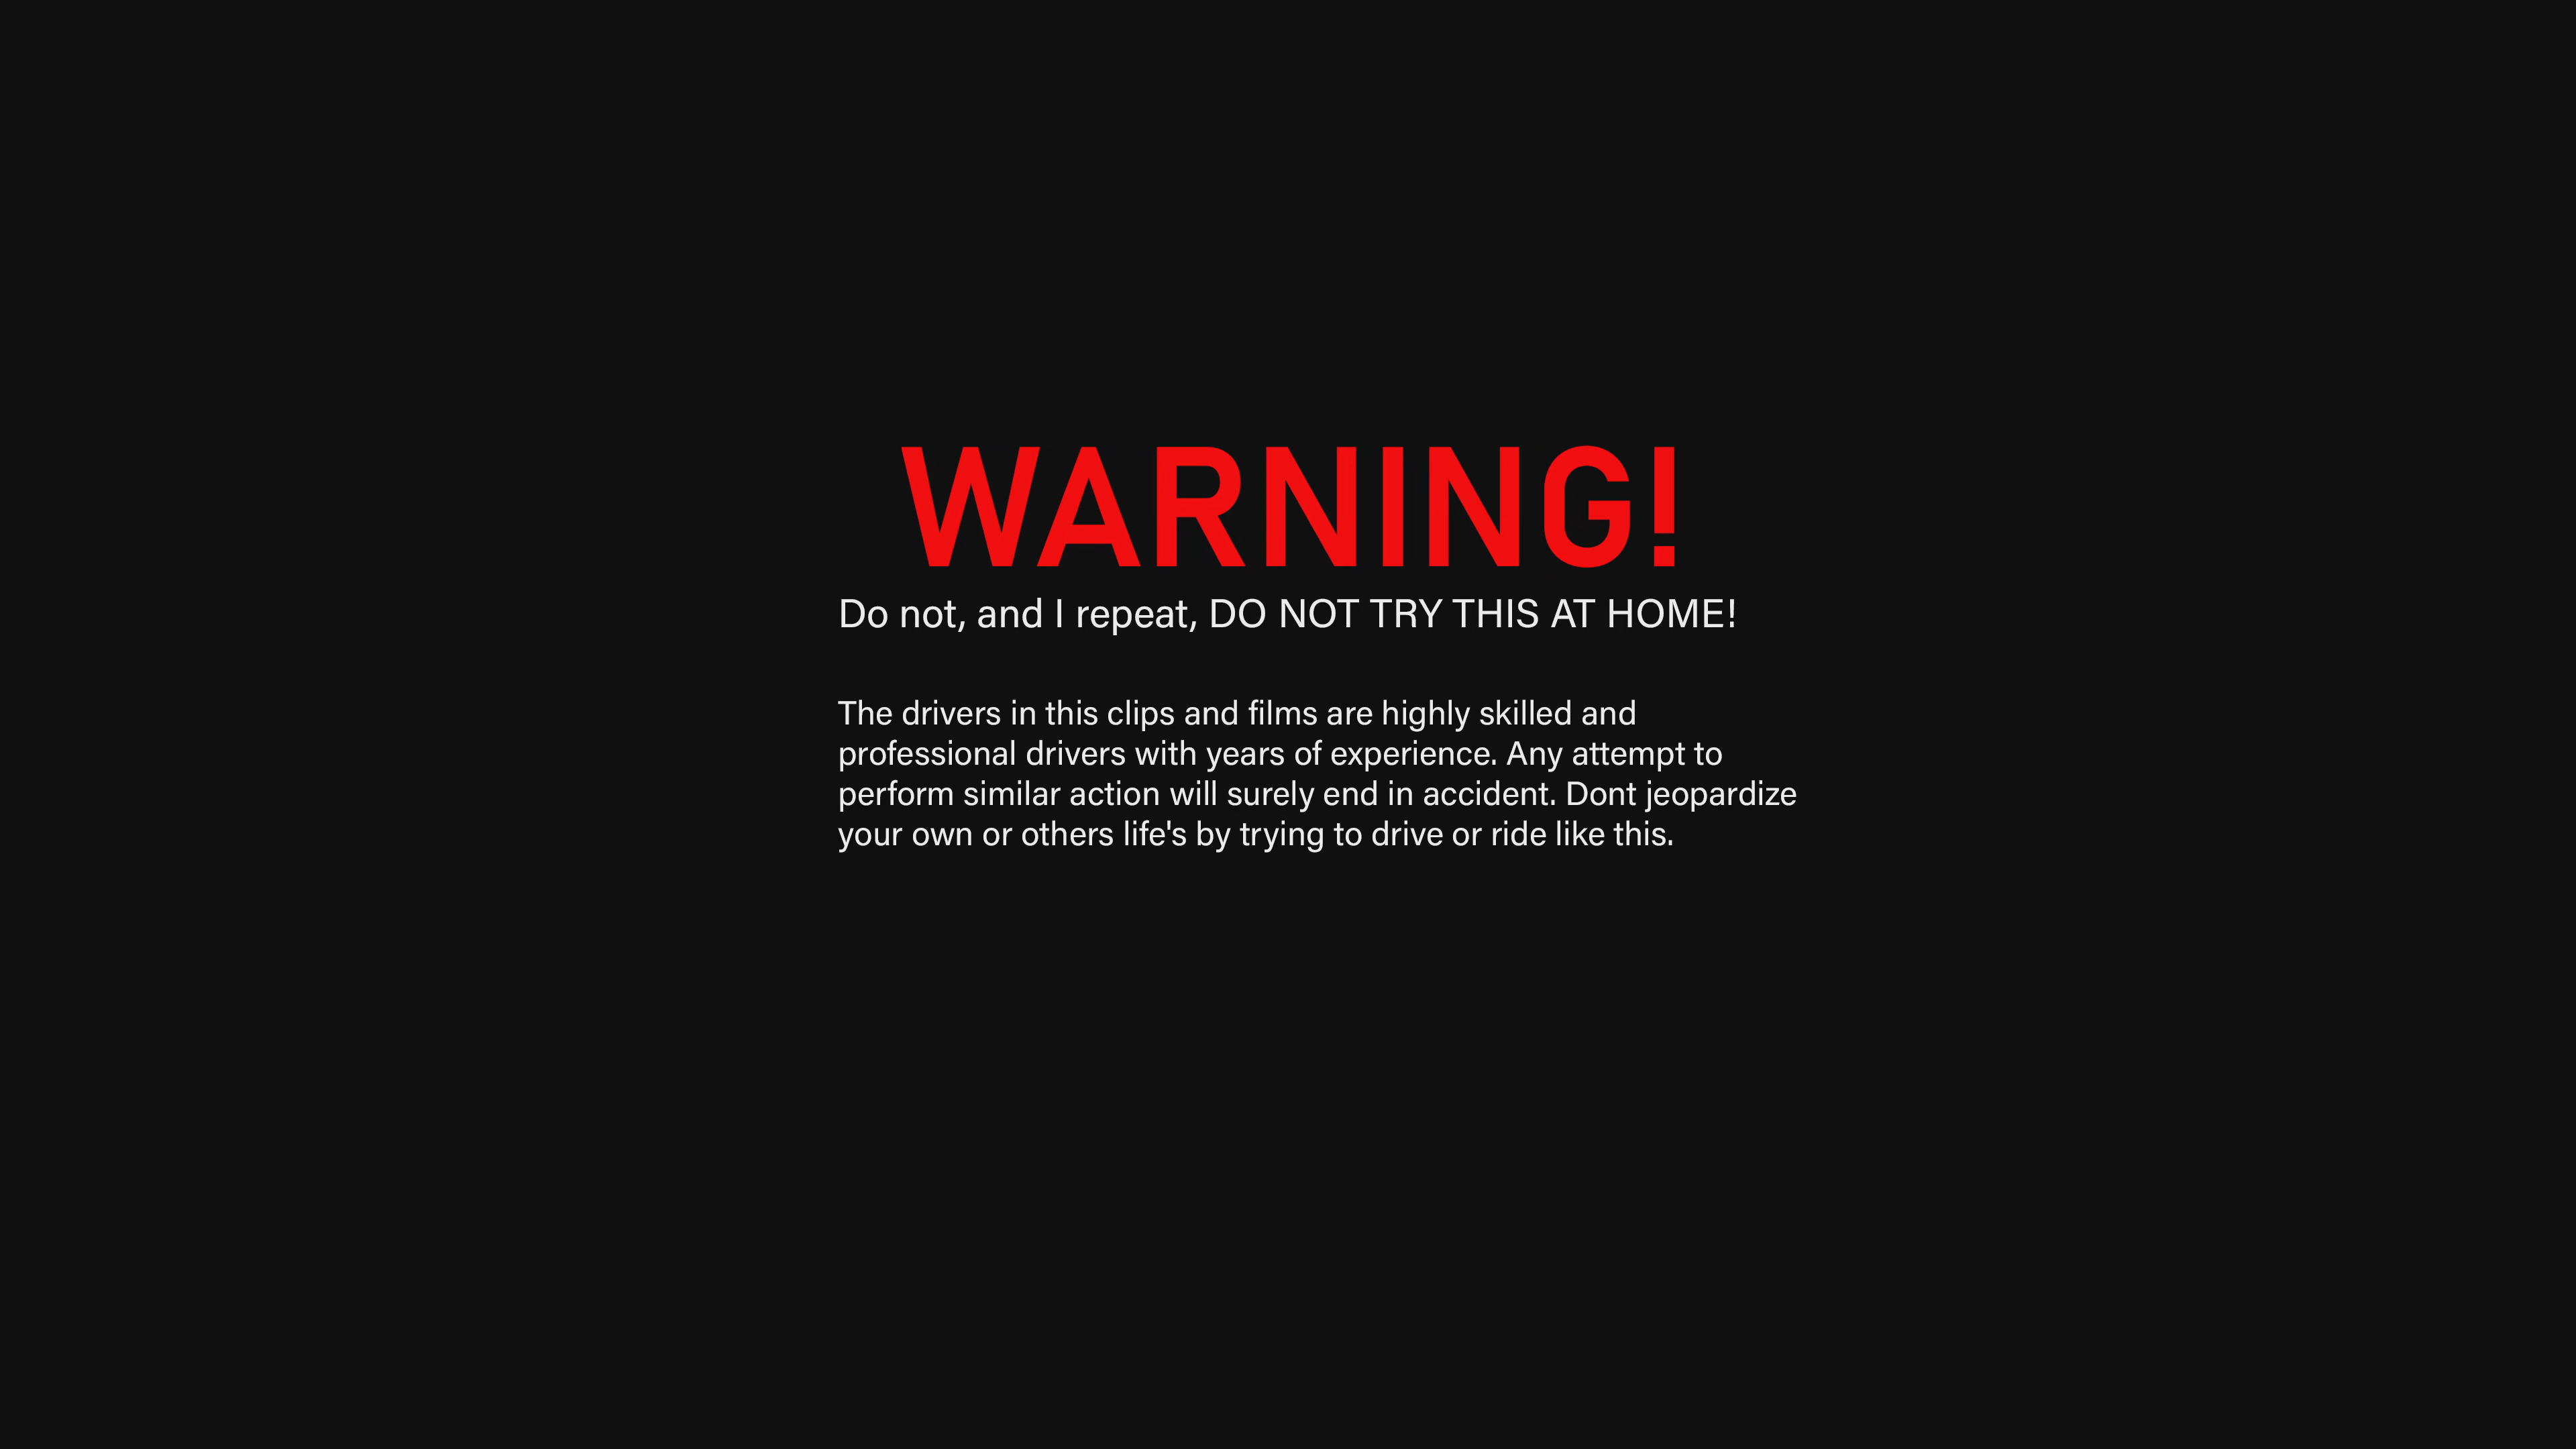 WARNING!
Do not, and I repeat, DO NOT TRY THIS AT HOME!
The drivers in this clips and films are highly skilled and
professional drivers with years of experience. Any attempt to
perform similar action will surely end in accident. Dont jeopardize
your own or others life's by trying to drive or ride like this.